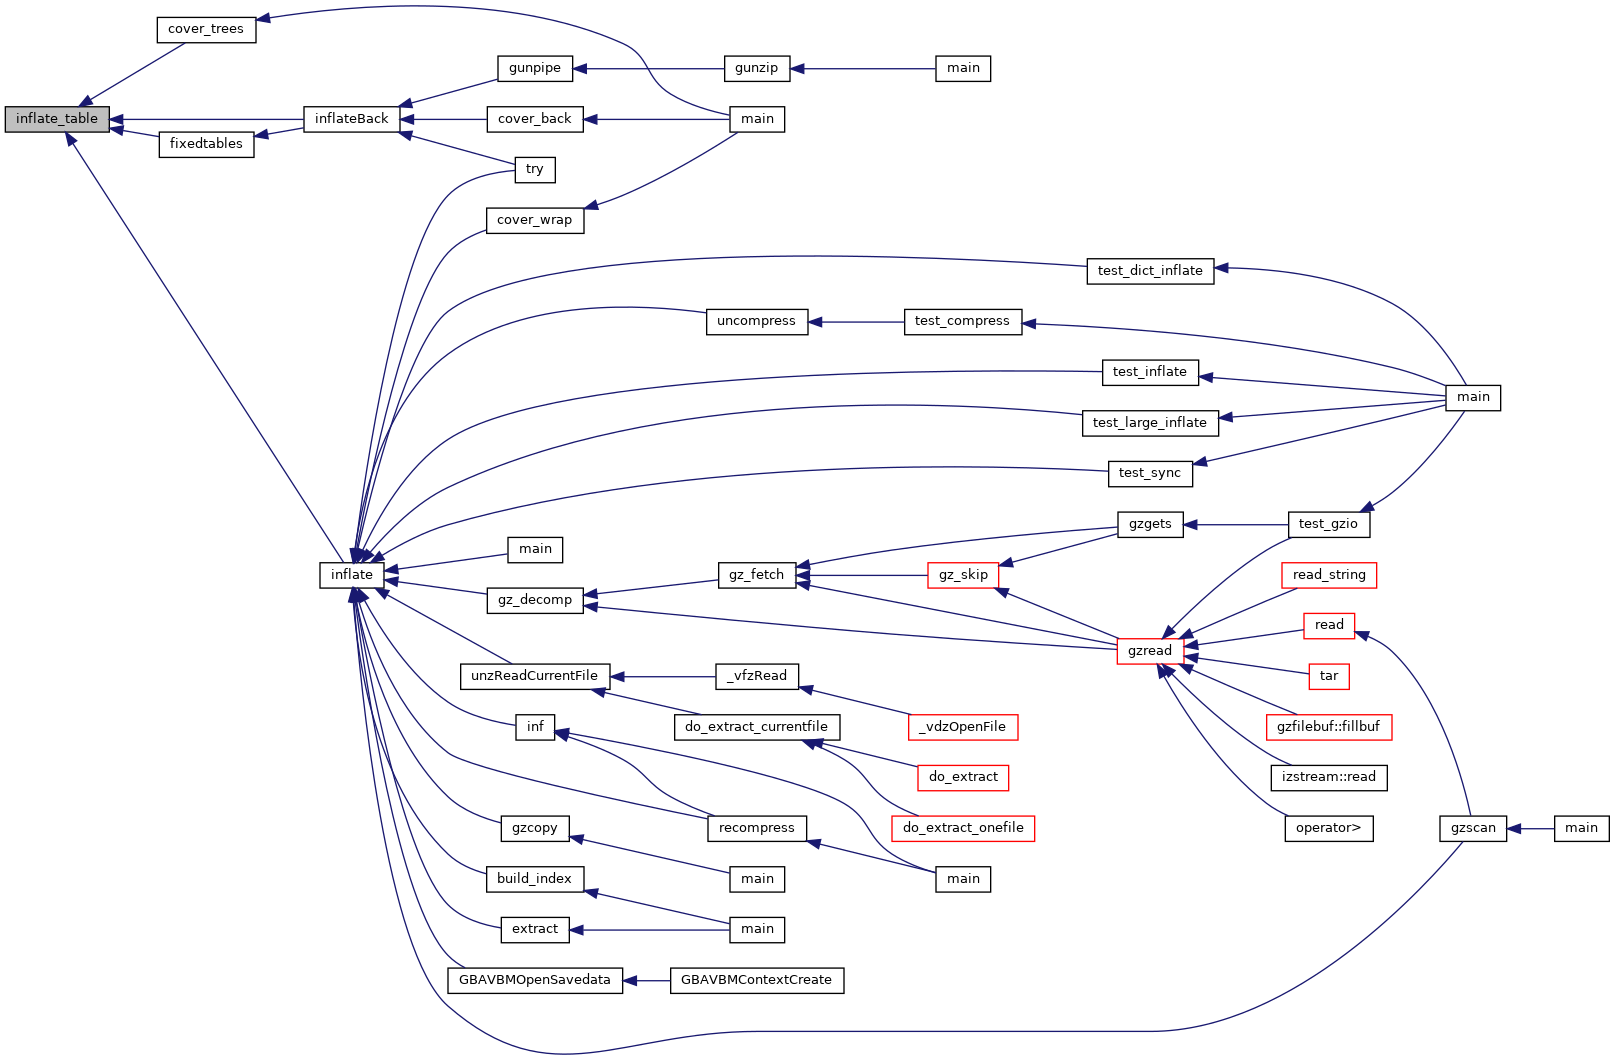 cover_trees
gunpipe
gunzip
main
inflate_table
inflateBack
cover_back
main
fixedtables
try
cover_wrap
test_dict_inflate
uncompress
test_compress
test_inflate
main
test_large_inflate
test_sync
gzgets
test_gzio
main
inflate
gz_fetch
gz_skip
read_string
gz_decomp
read
gzread
unzReadCurrentFile
_vfzRead
tar
inf
do_extract_currentfile
_vdzOpenFile
gzfilebuf::fillbuf
do_extract
izstream::read
gzcopy
recompress
do_extract_onefile
operator>
gzscan
main
build_index
main
main
extract
main
GBAVBMOpenSavedata
GBAVBMContextCreate